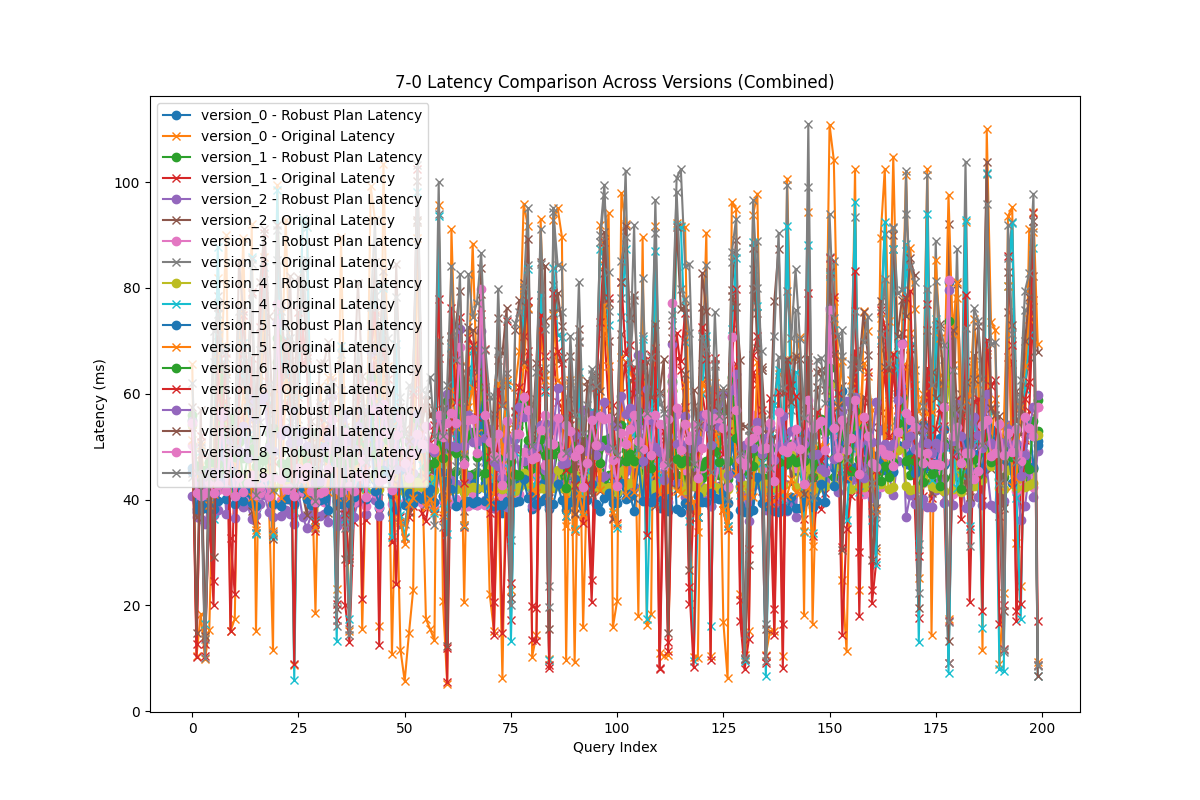 7-0 Latency Comparison Across Versions (Combined)
version_0 - Robust Plan Latency
version_0 - Original Latency
version_1 - Robust Plan Latency
version_1 - Original Latency
version_2 - Robust Plan Latency
version_2 - Original Latency
version_3 - Robust Plan Latency
version_3 - Original Latency
version_4 - Robust Plan Latency
version_4 - Original Latency
version_5 - Robust Plan Latency
version_5 - Original Latency
version_6 - Robust Plan Latency
version_6 - Original Latency
version_7 - Robust Plan Latency
version_7 - Original Latency
version_8 - Robust Plan Latency
version_8 - Original Latency
Latency (ms)
100
80
60
40
20
0
0 25 50 75 100 125 150 175 200
Query Index